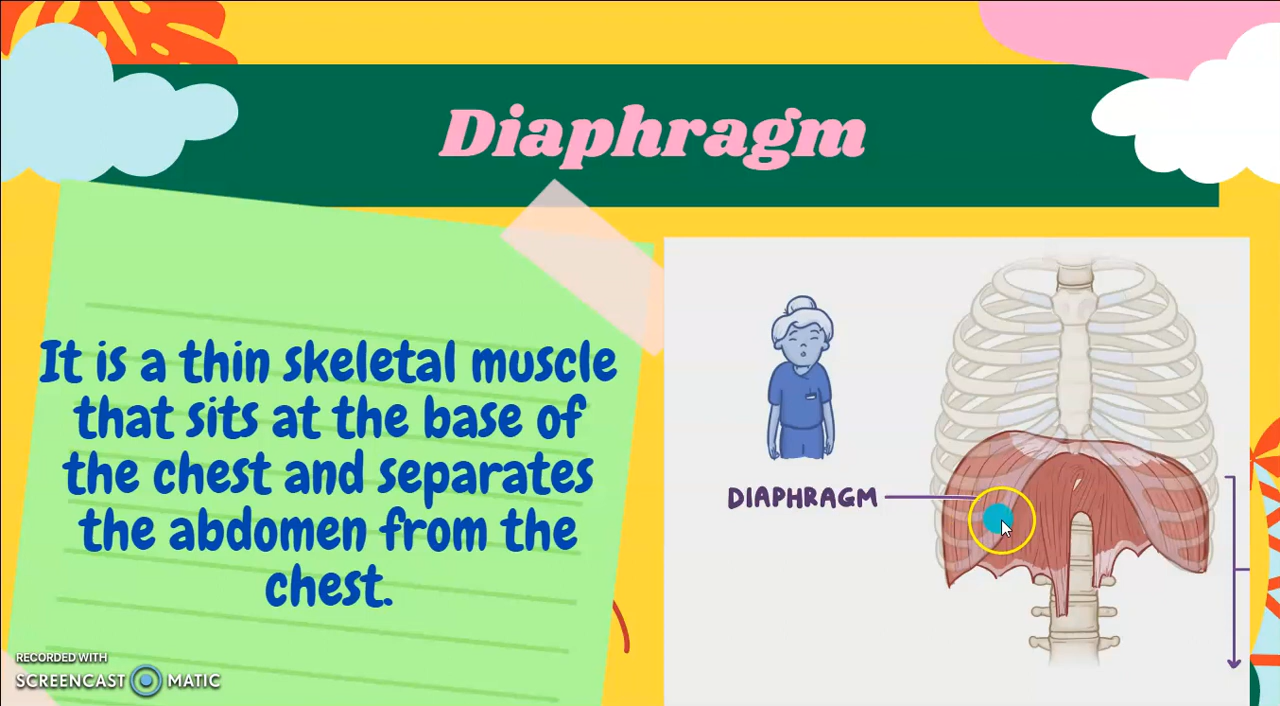 Diaphragm
It is a thin skeletal muscle
that sits at the base of
the chest and separates
the abdomen from the
chest.
DIAPHRAGM
RECORDED WITH
SCREENCAST MATIC